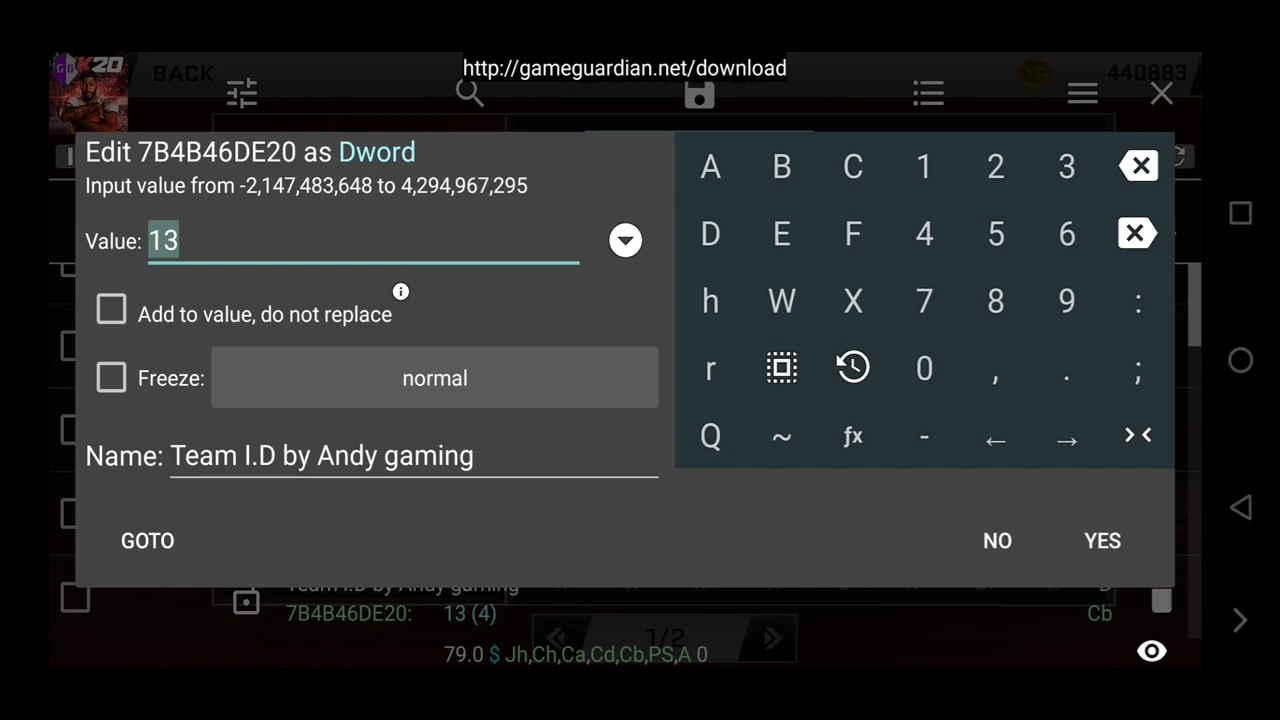 http://gameguardian.net/download
K20
BACK
440883
Edit 7B4B46DE20 as Dword
Input value from -2,147,483,648 to 4,294,967,295
Value: 13
Add to value, do not replace
Freeze: normal
Name: Team I.D by Andy gaming
A B C 1 2 3
D E F 4 5 6
h W X 7 8 9 :
r 0 , . ;
Q ~ ƒx - ← → ><
GOTO NO YES
Team I.D by Andy gaming D
7B4B46DE20: 13 (4) Cb
1/2
79.0 $ Jh,Ch,Ca,Cd,Cb,PS,A 0